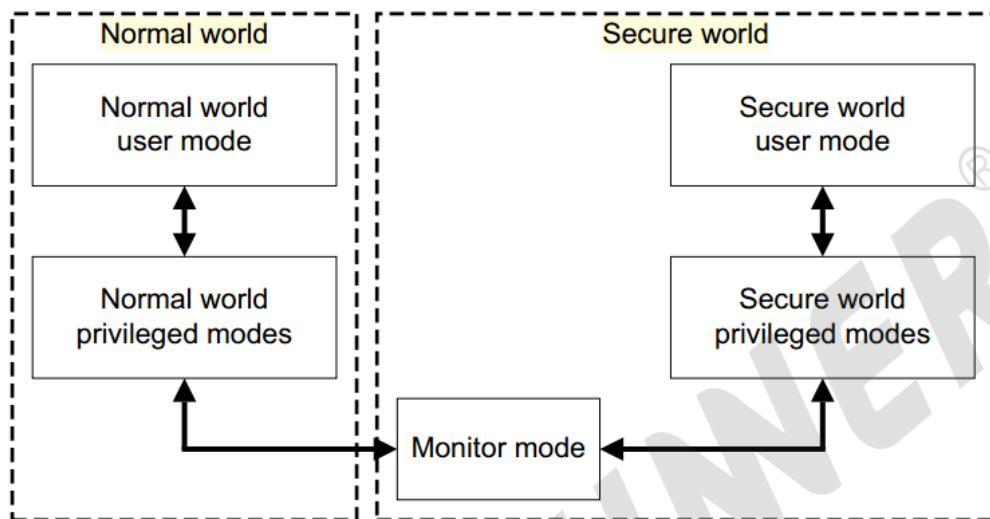 Normal world
Secure world
Normal world
user mode
Secure world
user mode
Normal world
privileged modes
Secure world
privileged modes
Monitor mode
®